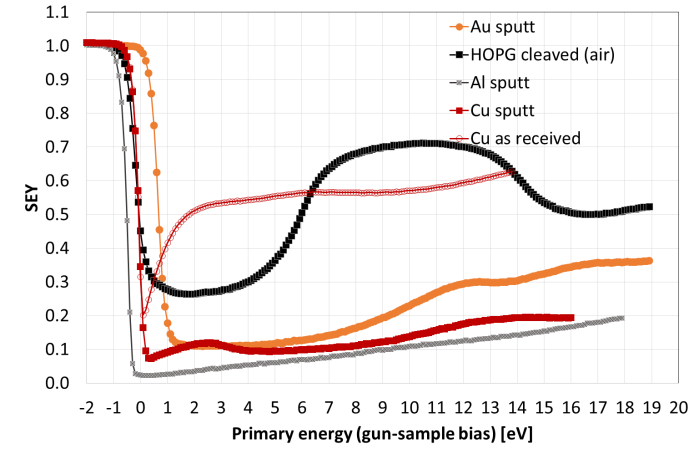 1.1
1.0
0.9
0.8
0.7
0.6
0.5
0.4
0.3
0.2
0.1
0.0
SEY
Au sputt
HOPG cleaved (air)
Al sputt
Cu sputt
Cu as received
-2 -1 0 1 2 3 4 5 6 7 8 9 10 11 12 13 14 15 16 17 18 19 20
Primary energy (gun-sample bias) [eV]